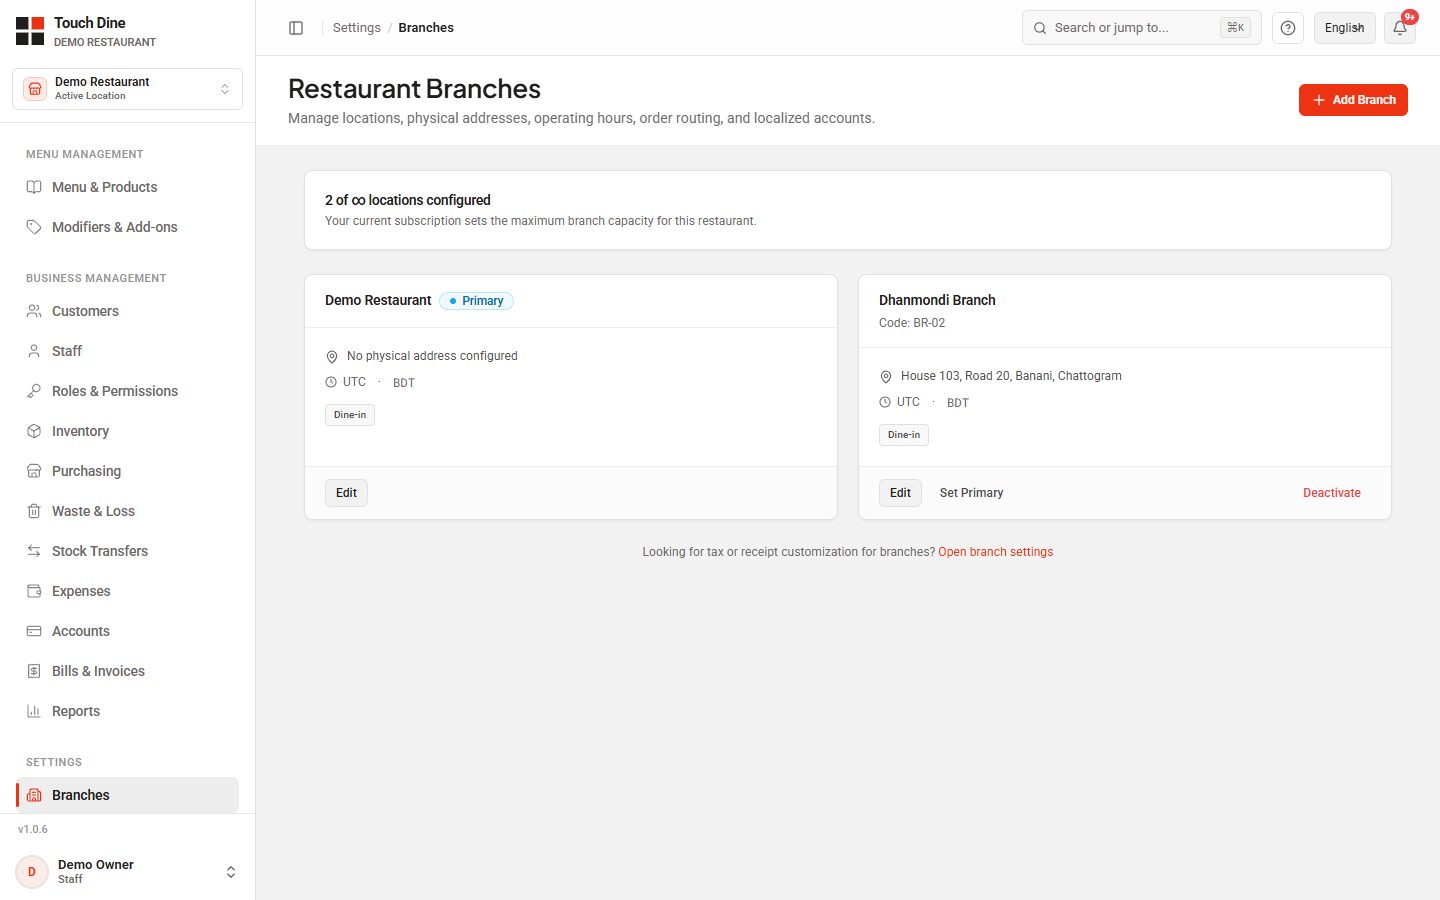 Touch Dine
DEMO RESTAURANT
Demo Restaurant
Active Location
MENU MANAGEMENT
Menu & Products
Modifiers & Add-ons
BUSINESS MANAGEMENT
Customers
Staff
Roles & Permissions
Inventory
Purchasing
Waste & Loss
Stock Transfers
Expenses
Accounts
Bills & Invoices
Reports
SETTINGS
Branches
v1.0.6
D
Demo Owner
Staff
Settings / Branches
Search or jump to...
⌘K
English
9+
Restaurant Branches
Manage locations, physical addresses, operating hours, order routing, and localized accounts.
+ Add Branch
2 of ∞ locations configured
Your current subscription sets the maximum branch capacity for this restaurant.
Demo Restaurant
Primary
No physical address configured
UTC · BDT
Dine-in
Edit
Dhanmondi Branch
Code: BR-02
House 103, Road 20, Banani, Chattogram
UTC · BDT
Dine-in
Edit
Set Primary
Deactivate
Looking for tax or receipt customization for branches? Open branch settings